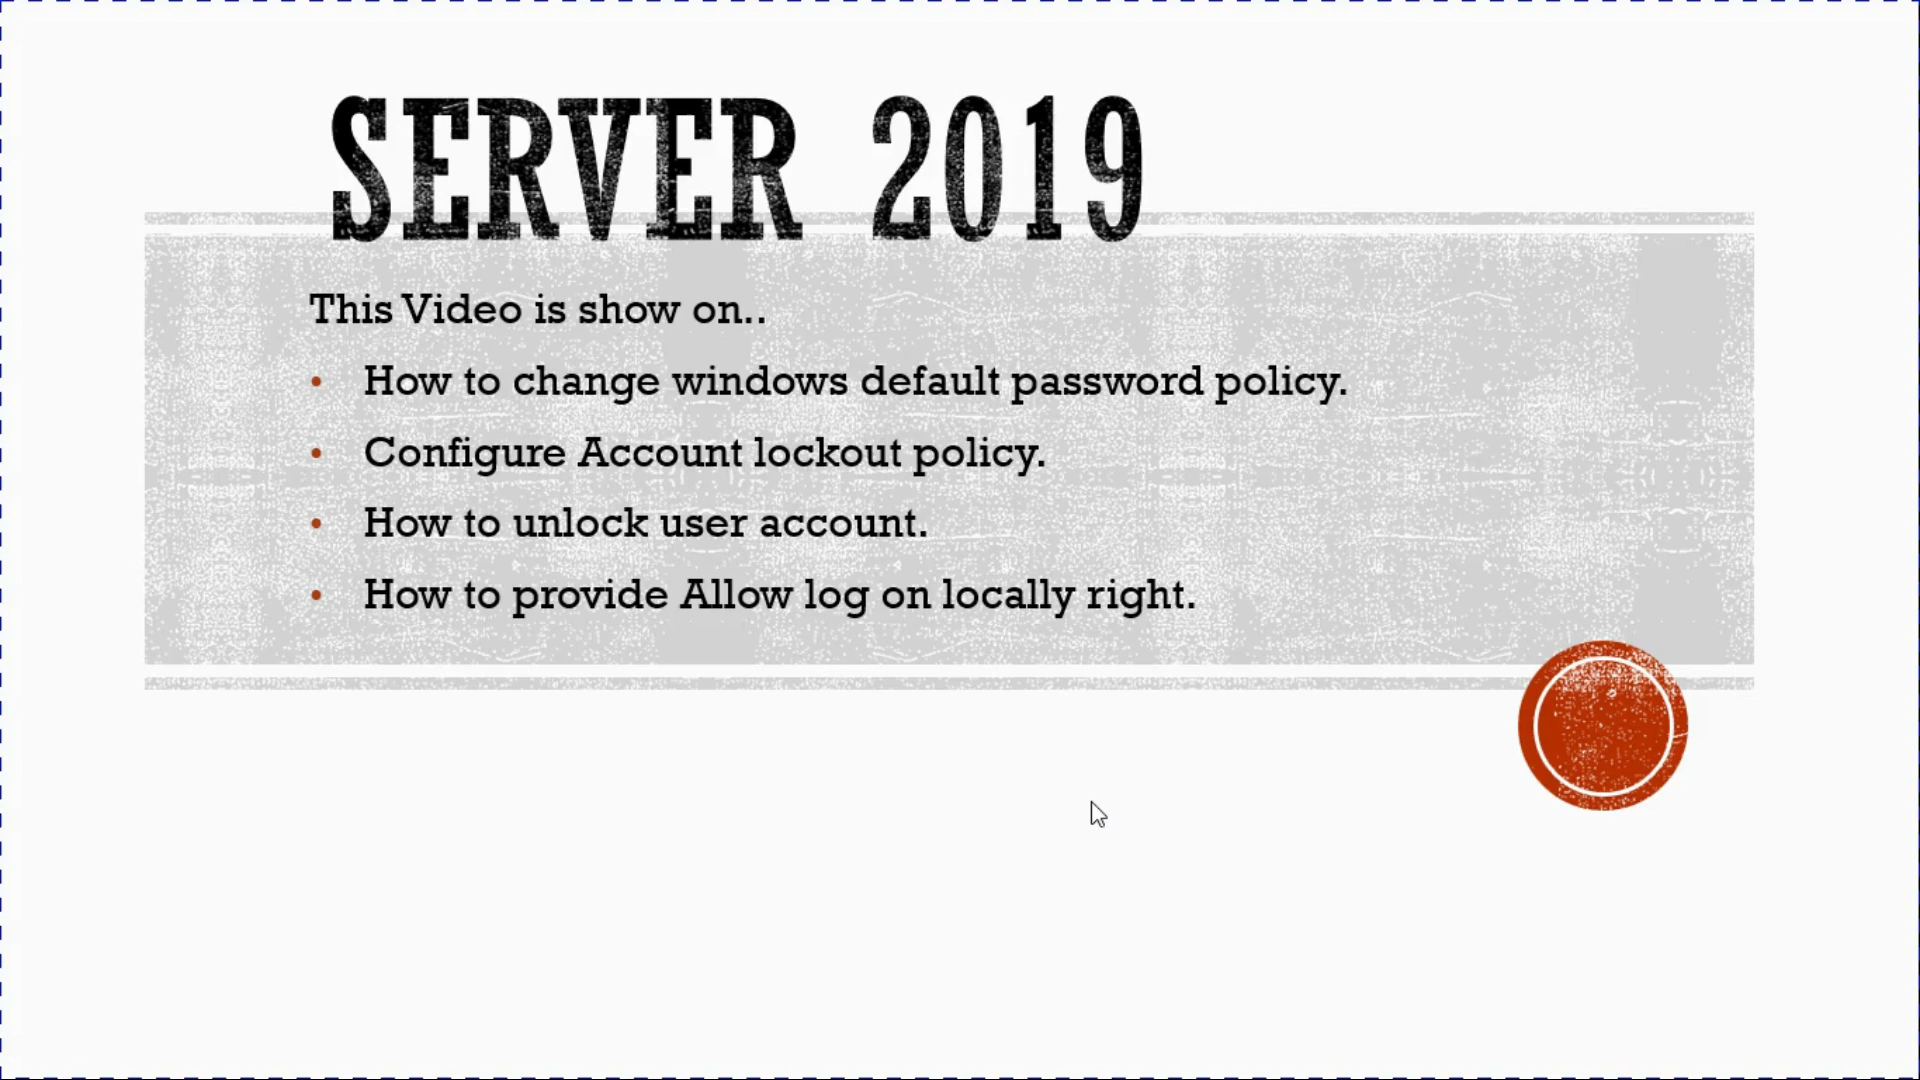 SERVER 2019
This Video is show on..
• How to change windows default password policy.
• Configure Account lockout policy.
• How to unlock user account.
• How to provide Allow log on locally right.